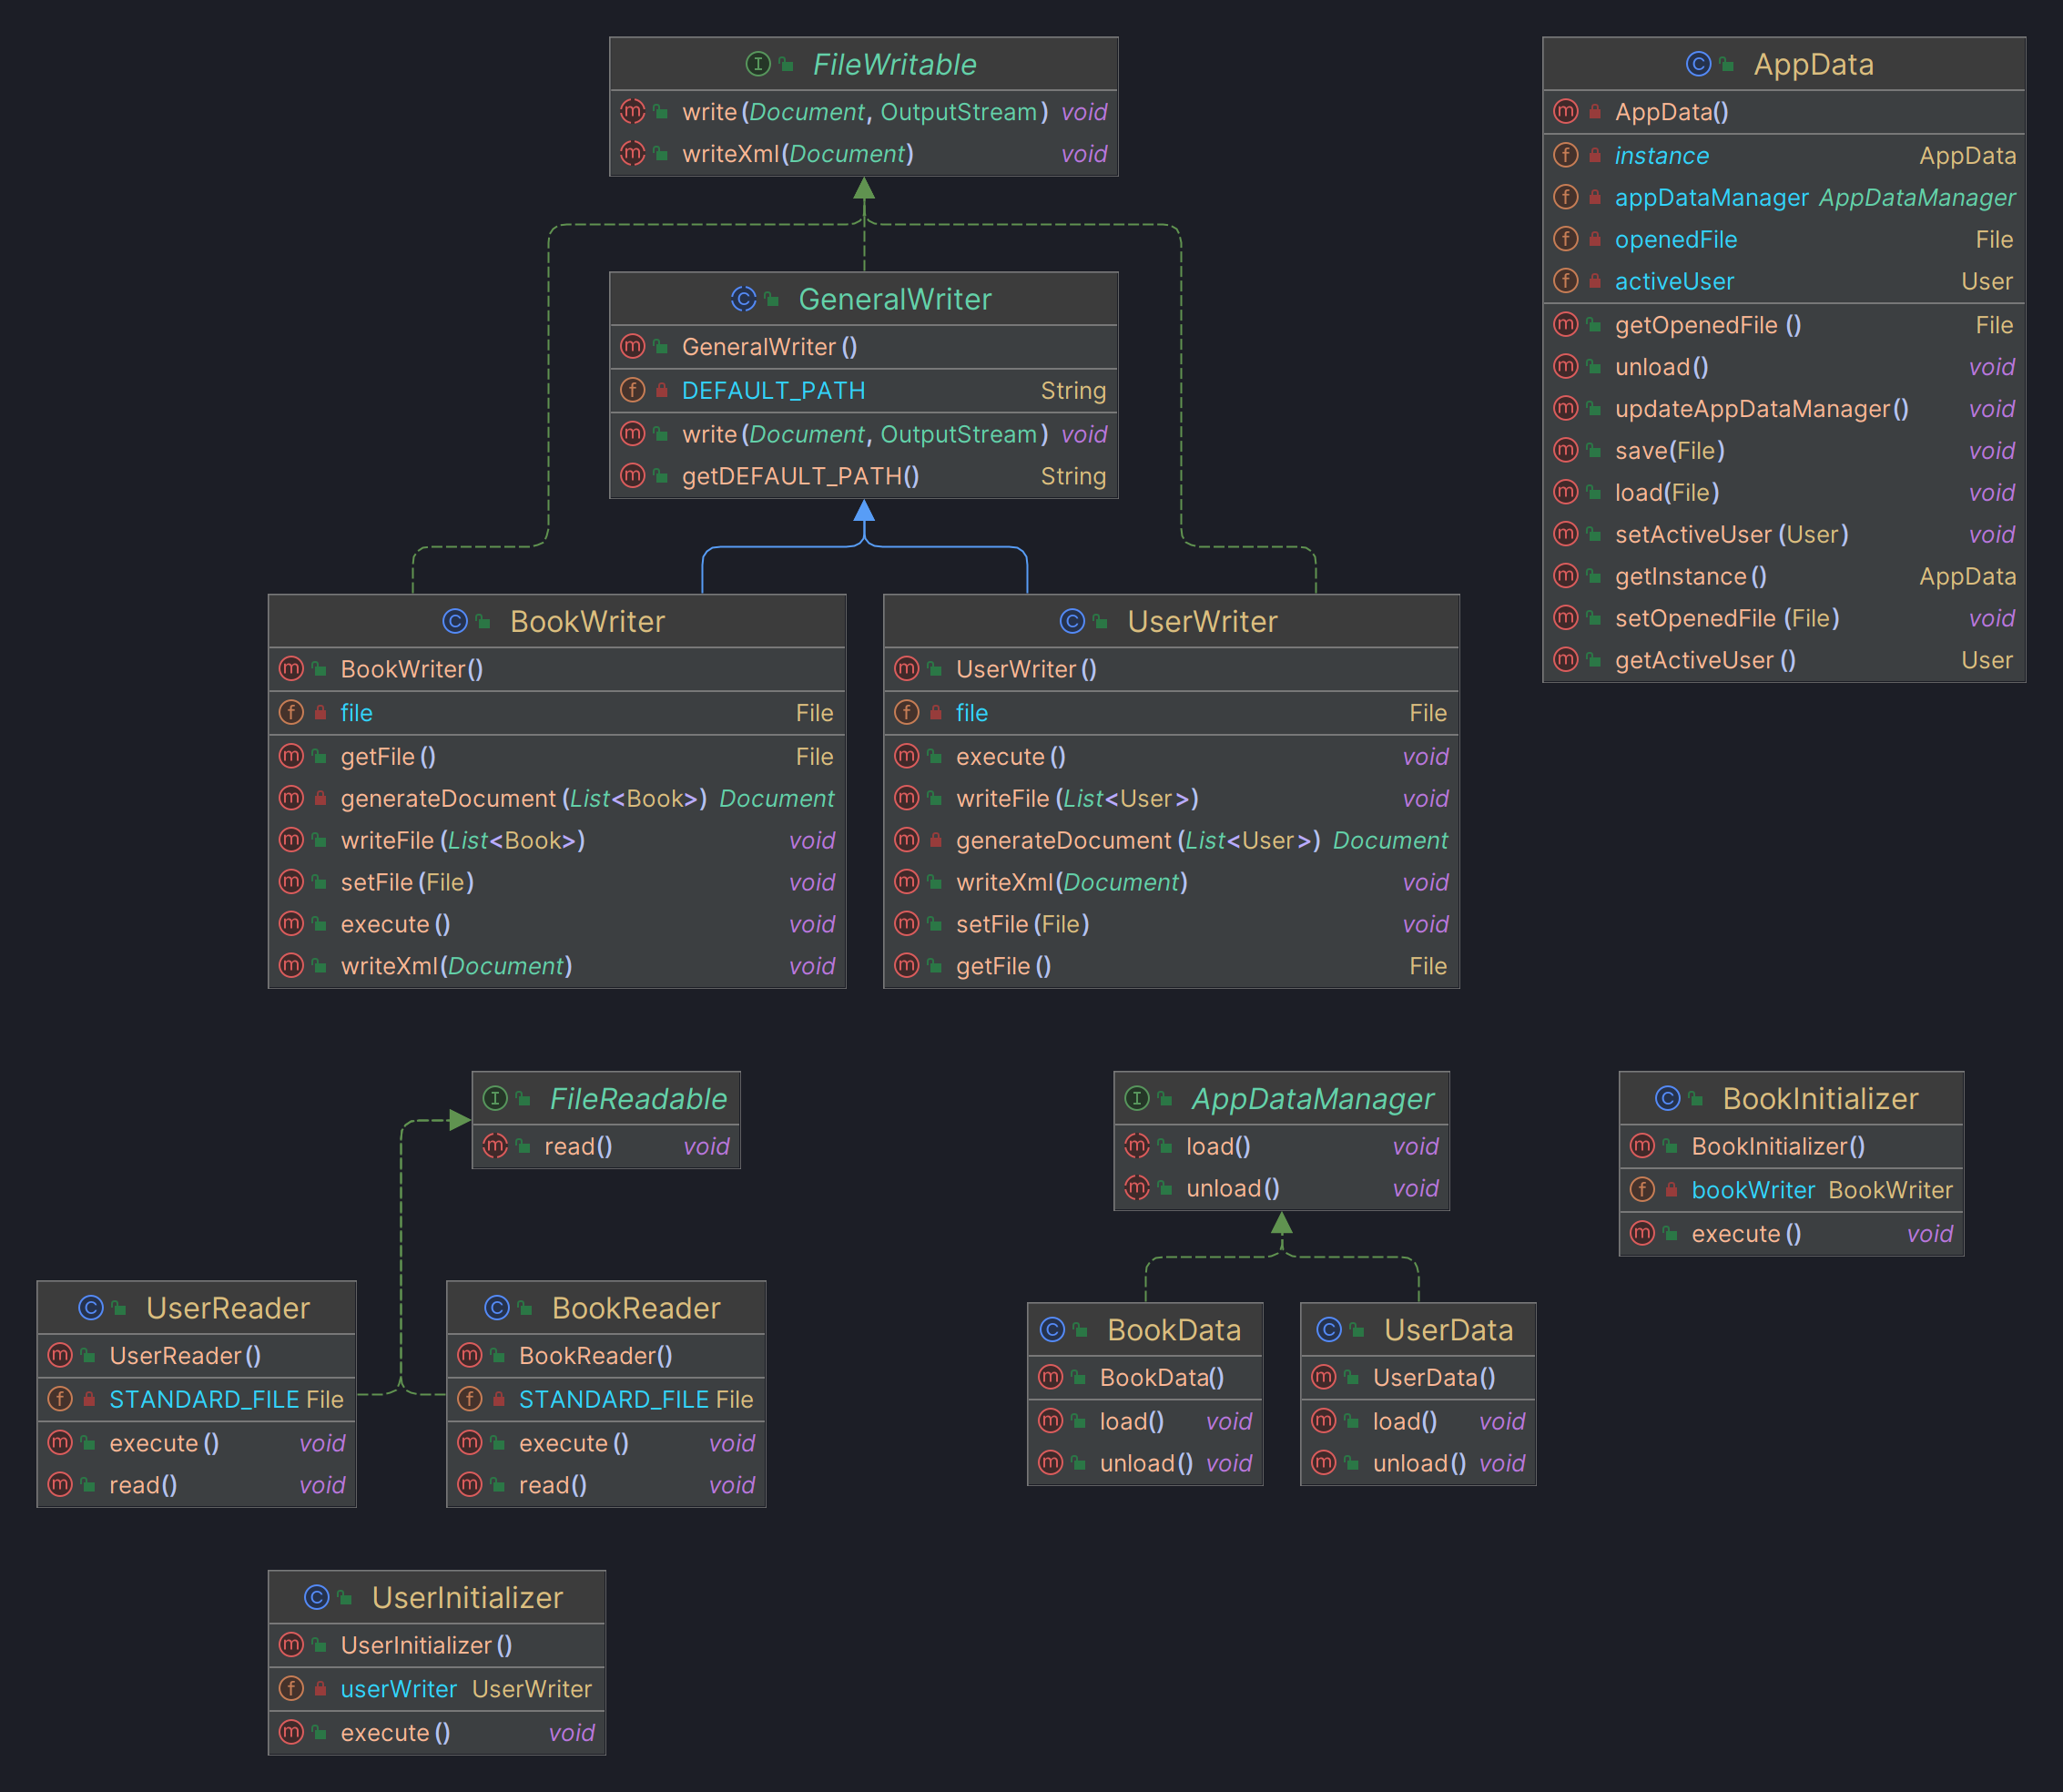 FileWritable
write(Document, OutputStream) void
writeXml(Document) void
GeneralWriter
GeneralWriter()
DEFAULT_PATH String
write(Document, OutputStream) void
getDEFAULT_PATH() String
BookWriter
BookWriter()
file File
getFile() File
generateDocument(List<Book>) Document
writeFile(List<Book>) void
setFile(File) void
execute() void
writeXml(Document) void
UserWriter
UserWriter()
file File
execute() void
writeFile(List<User>) void
generateDocument(List<User>) Document
writeXml(Document) void
setFile(File) void
getFile() File
AppData
AppData()
instance AppData
appDataManager AppDataManager
openedFile File
activeUser User
getOpenedFile() File
unload() void
updateAppDataManager() void
save(File) void
load(File) void
setActiveUser(User) void
getInstance() AppData
setOpenedFile(File) void
getActiveUser() User
FileReadable
read() void
UserReader
UserReader()
STANDARD_FILE File
execute() void
read() void
BookReader
BookReader()
STANDARD_FILE File
execute() void
read() void
AppDataManager
load() void
unload() void
BookData
BookData()
load() void
unload() void
UserData
UserData()
load() void
unload() void
BookInitializer
BookInitializer()
bookWriter BookWriter
execute() void
UserInitializer
UserInitializer()
userWriter UserWriter
execute() void